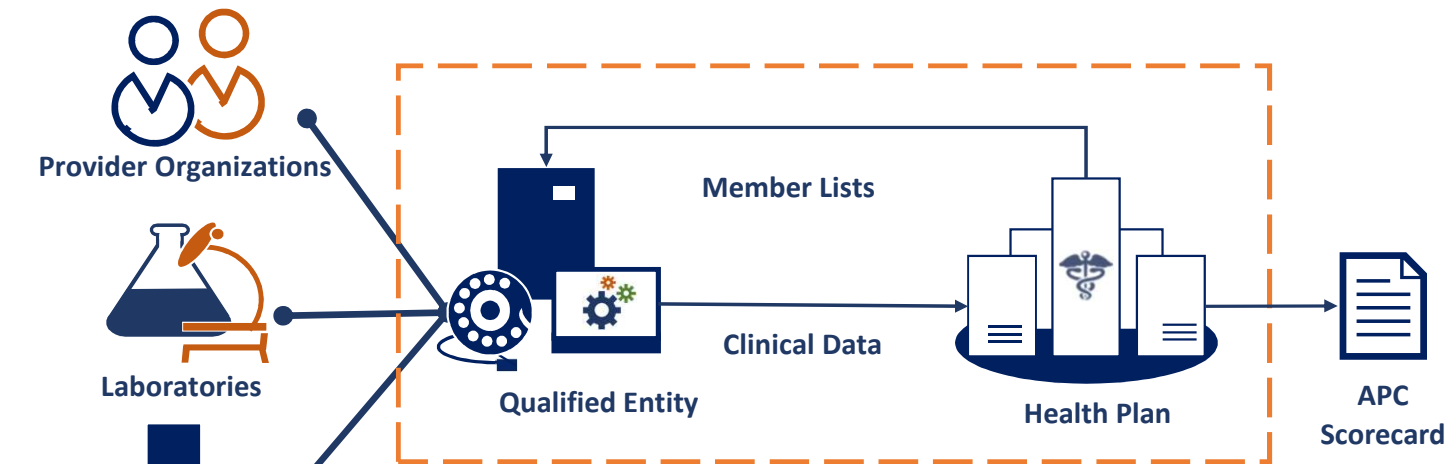 Provider Organizations
Member Lists
Clinical Data
Laboratories
Qualified Entity
Health Plan
APC
Scorecard